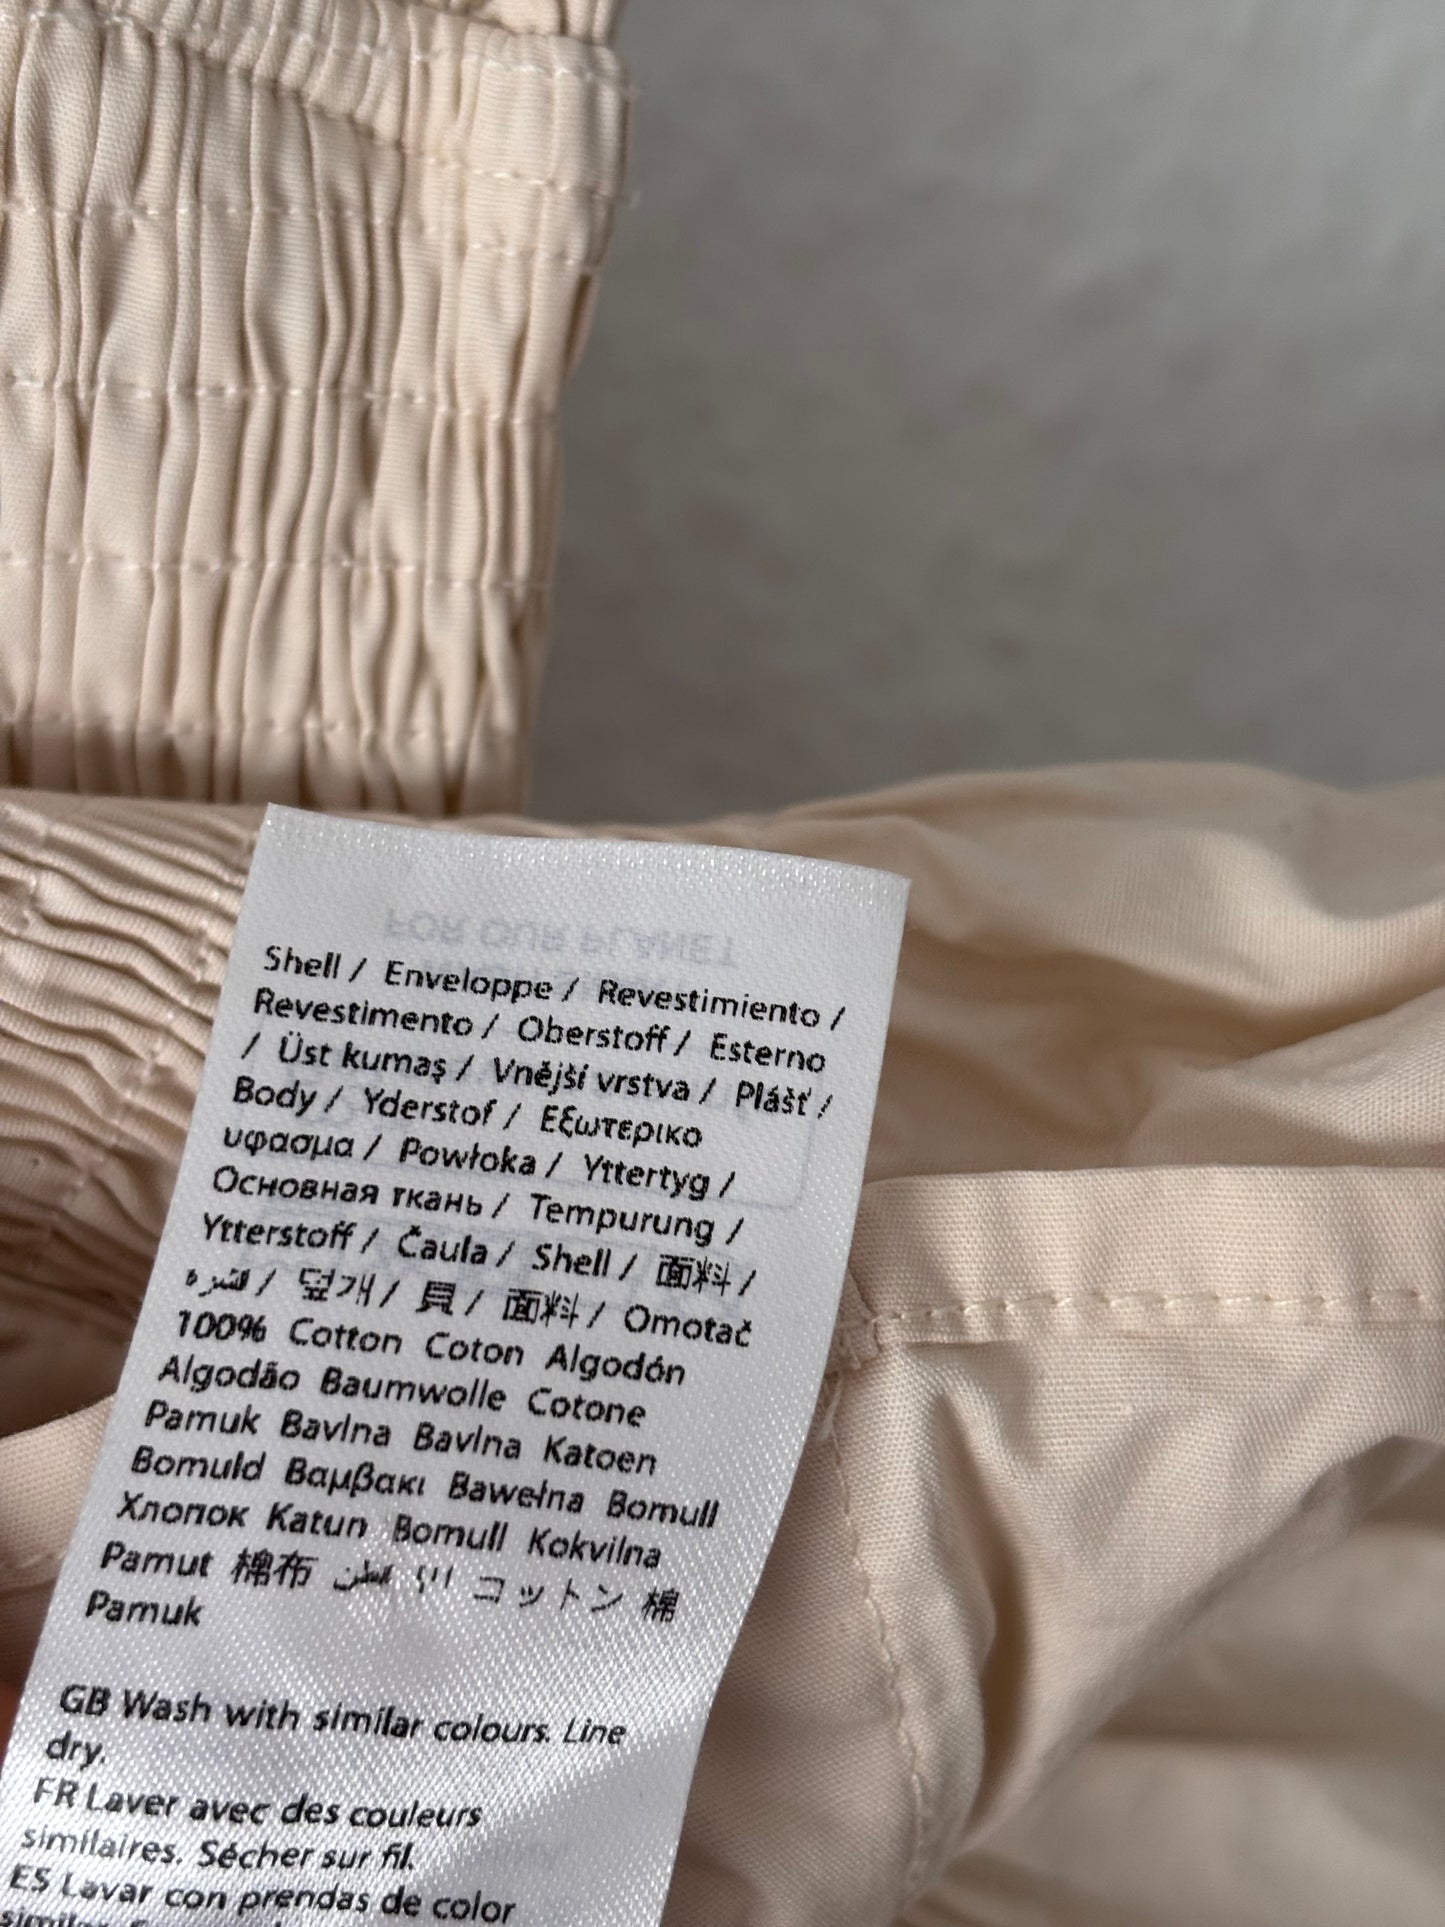 FOR OUR PLANET
Shell / Enveloppe / Revestimiento /
Revestimento / Oberstoff / Esterno
/ Üst kumaş / Vnější vrstva / Plášť /
Body / Yderstof / Εξωτερικο
υφασμα / Powłoka / Yttertyg /
Основная ткань / Tempurung /
Ytterstoff / Čaula / Shell / 面料 /
قشرة / 덮개 / 貝 / 面料 / Omotač
100% Cotton Coton Algodón
Algodão Baumwolle Cotone
Pamuk Bavlna Bavlna Katoen
Bomuld Βαμβακι Bawełna Bomull
Хлопок Katun Bomull Kokvilna
Pamut 棉布 コットン 棉
Pamuk
GB Wash with similar colours. Line
dry.
FR Laver avec des couleurs
similaires. Sécher sur fil.
ES Lavar con prendas de color